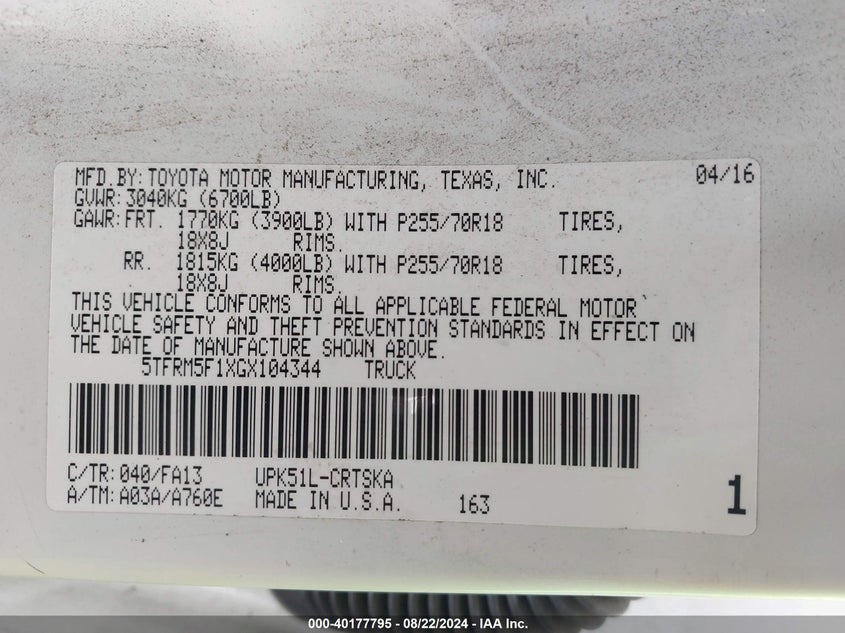 MFD.BY:TOYOTA MOTOR MANUFACTURING, TEXAS, INC. 04/16
GVWR:3040KG (6700LB)
GAWR:FRT. 1770KG (3900LB) WITH P255/70R18 TIRES,
18X8J RIMS.
RR. 1815KG (4000LB) WITH P255/70R18 TIRES,
18X8J RIMS.
THIS VEHICLE CONFORMS TO ALL APPLICABLE FEDERAL MOTOR
VEHICLE SAFETY AND THEFT PREVENTION STANDARDS IN EFFECT ON
THE DATE OF MANUFACTURE SHOWN ABOVE.
5TFRM5F1XGX104344 TRUCK
C/TR:040/FA13 UPK51L-CRTSKA
A/TM:A03A/A760E MADE IN U.S.A. 163 1
000-40177795 - 08/22/2024 - IAA Inc.